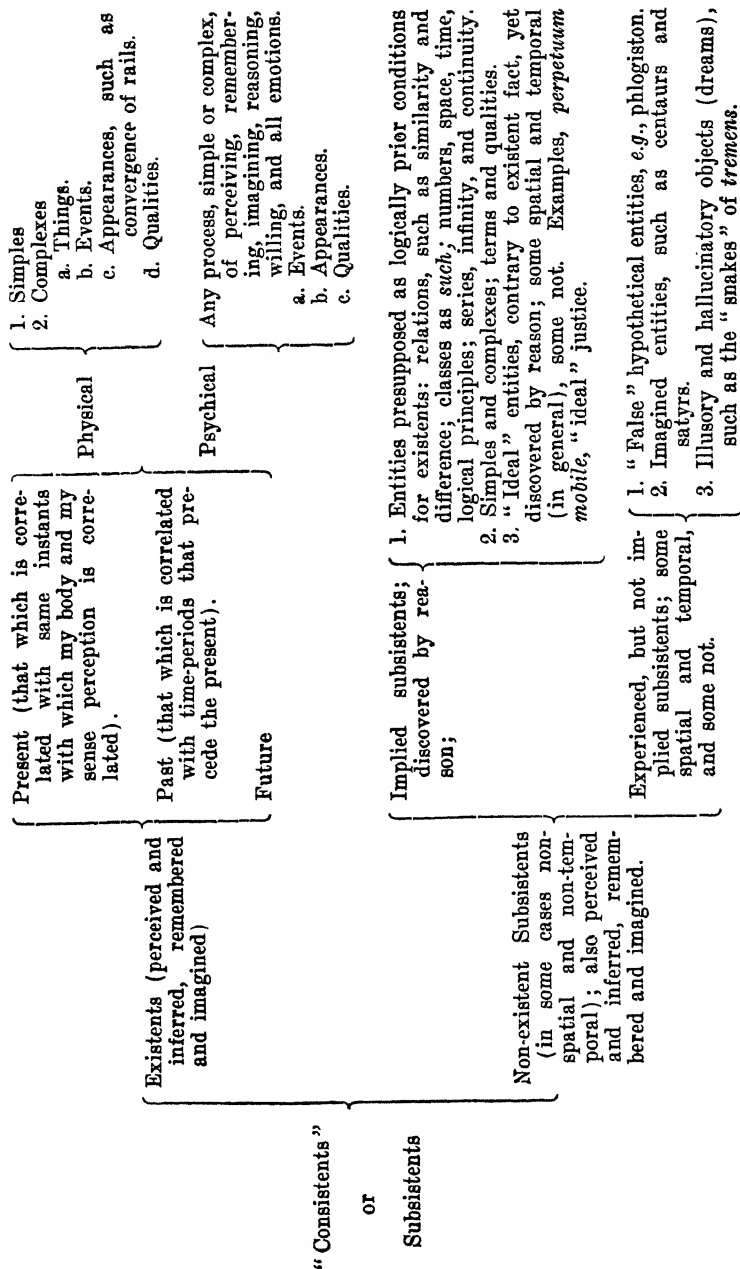 "Consistents"
or
Subsistents
Existents (perceived and
inferred, remembered
and imagined)
Present (that which is corre-
lated with same instants
with which my body and my
sense perception is corre-
lated).
Past (that which is correlated
with time-periods that pre-
cede the present).
Future
Physical
1. Simples
2. Complexes
a. Things.
b. Events.
c. Appearances, such as
convergence of rails.
d. Qualities.
Psychical
Any process, simple or complex,
of perceiving, remember-
ing, imagining, reasoning,
willing, and all emotions.
a. Events.
b. Appearances.
c. Qualities.
Non-existent Subsistents
(in some cases non-
spatial and non-tem-
poral); also perceived
and inferred, remem-
bered and imagined.
Implied subsistents;
discovered by rea-
son;
1. Entities presupposed as logically prior conditions
for existents: relations, such as similarity and
difference; classes as such; numbers, space, time,
logical principles; series, infinity, and continuity.
2. Simples and complexes; terms and qualities.
3. "Ideal" entities, contrary to existent fact, yet
discovered by reason; some spatial and temporal
(in general), some not. Examples, perpetuum
mobile, "ideal" justice.
Experienced, but not im-
plied subsistents; some
spatial and temporal,
and some not.
1. "False" hypothetical entities, e.g., phlogiston.
2. Imagined entities, such as centaurs and
satyrs.
3. Illusory and hallucinatory objects (dreams),
such as the "snakes" of tremens.